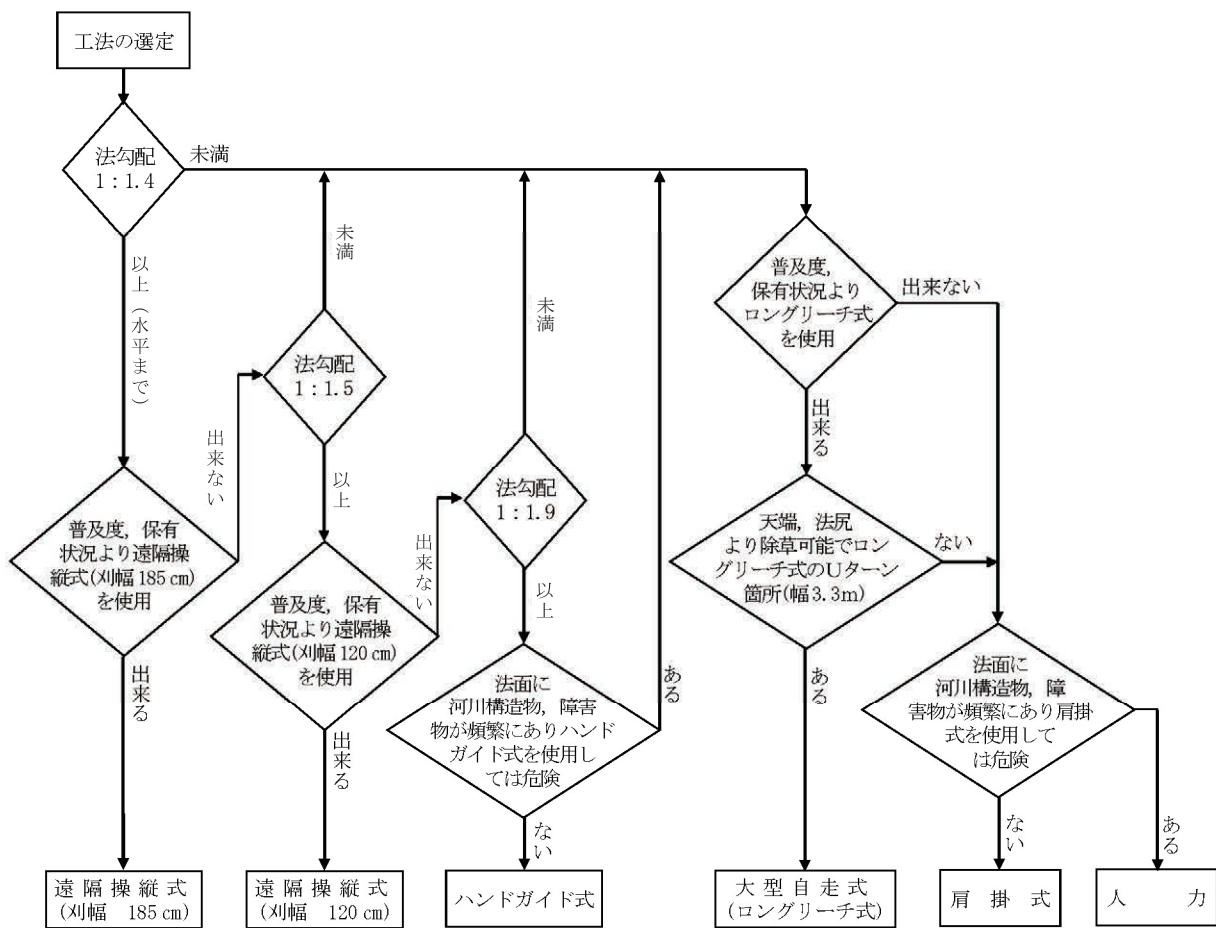 工法の選定
法勾配
1：1.4
未満
以上（水平まで）
普及度，保有
状況より遠隔操
縦式(刈幅185cm)
を使用
出来ない
出来る
遠隔操縦式
(刈幅 185cm)
未満
法勾配
1：1.5
以上
普及度，保有
状況より遠隔操
縦式(刈幅120cm)
を使用
出来ない
出来る
遠隔操縦式
(刈幅 120cm)
未満
法勾配
1：1.9
以上
法面に
河川構造物，障害
物が頻繁にありハンド
ガイド式を使用し
ては危険
ある
ない
ハンドガイド式
普及度，
保有状況より
ロングリーチ式
を使用
出来ない
出来る
天端，法尻
より除草可能でロン
グリーチ式のUターン
箇所(幅3.3m)
ない
ある
大型自走式
(ロングリーチ式)
法面に
河川構造物，障
害物が頻繁にあり肩掛
式を使用して
は危険
ない
ある
肩掛式
人力